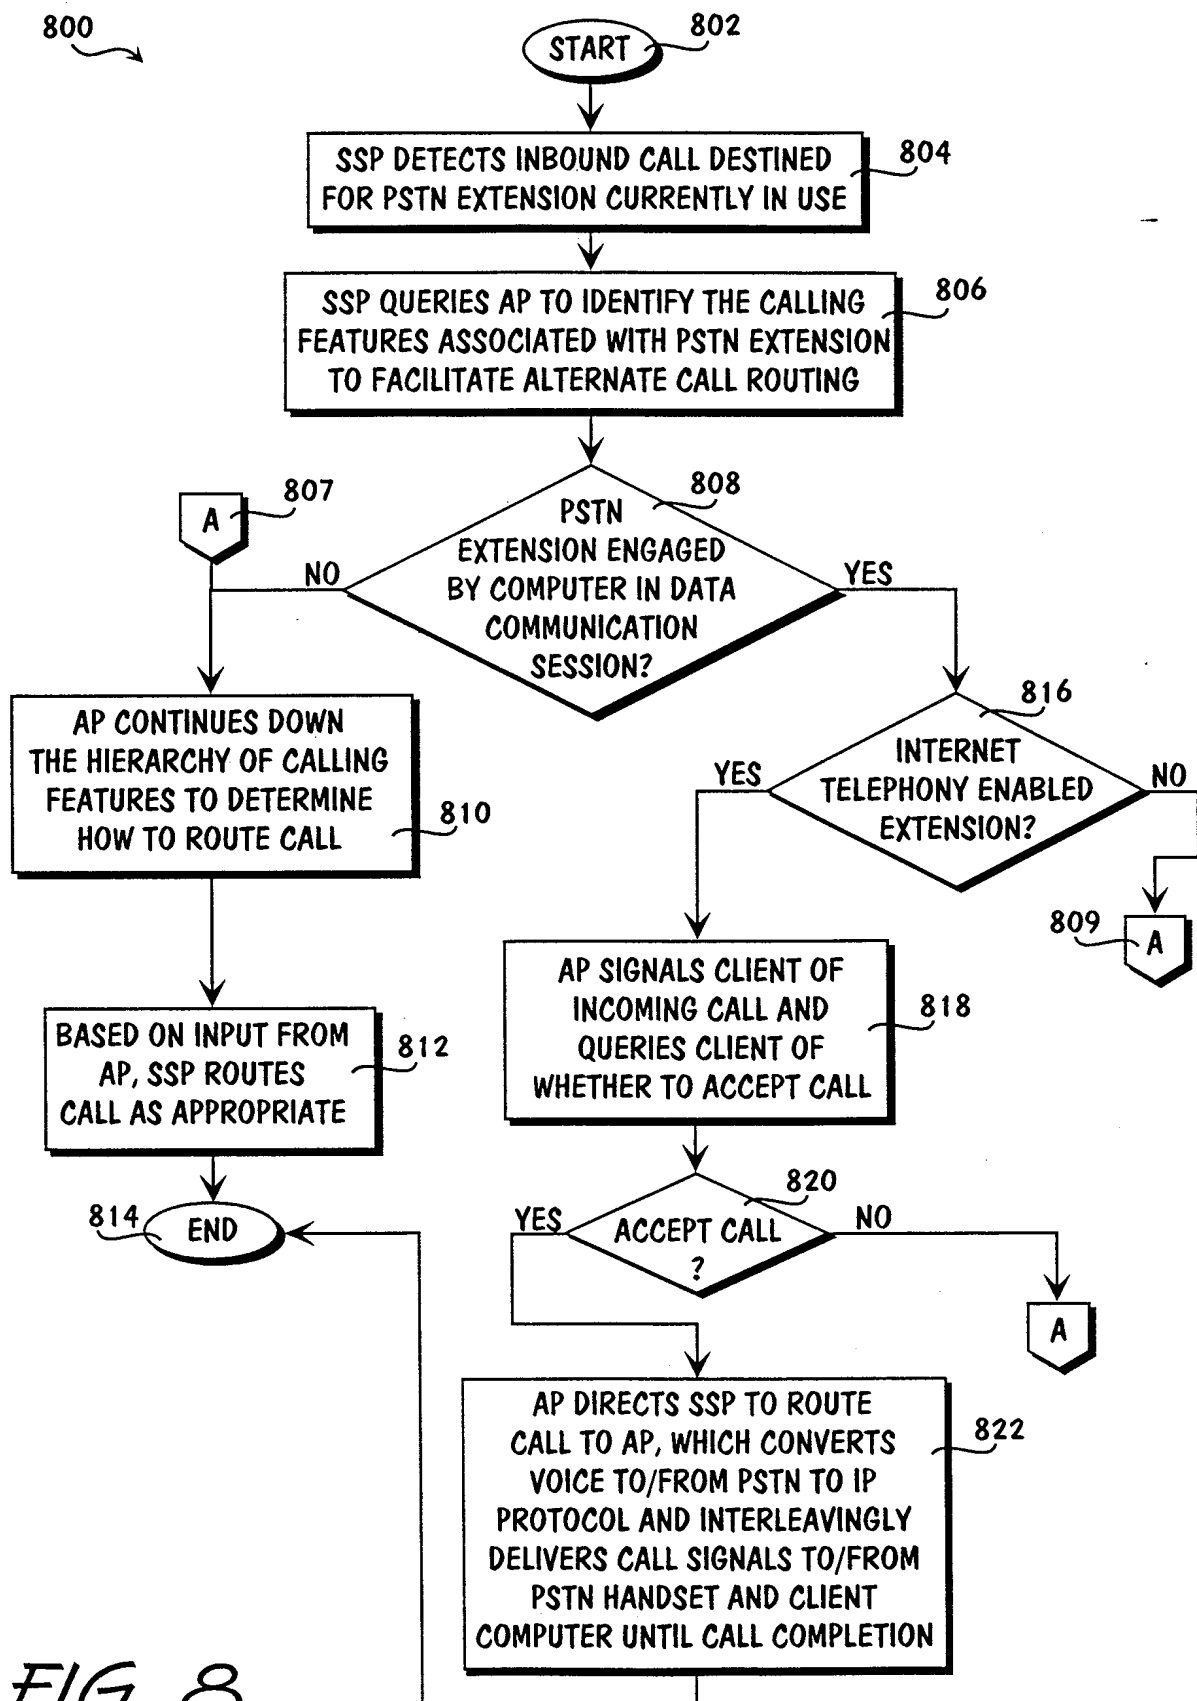 800
START
802
SSP DETECTS INBOUND CALL DESTINED
FOR PSTN EXTENSION CURRENTLY IN USE
804
SSP QUERIES AP TO IDENTIFY THE CALLING
FEATURES ASSOCIATED WITH PSTN EXTENSION
TO FACILITATE ALTERNATE CALL ROUTING
806
A
807
808
PSTN
EXTENSION ENGAGED
BY COMPUTER IN DATA
COMMUNICATION
SESSION?
NO
YES
AP CONTINUES DOWN
THE HIERARCHY OF CALLING
FEATURES TO DETERMINE
HOW TO ROUTE CALL
810
816
INTERNET
TELEPHONY ENABLED
EXTENSION?
YES
NO
809
A
AP SIGNALS CLIENT OF
INCOMING CALL AND
QUERIES CLIENT OF
WHETHER TO ACCEPT CALL
818
BASED ON INPUT FROM
AP, SSP ROUTES
CALL AS APPROPRIATE
812
814
END
820
ACCEPT CALL
?
YES
NO
A
AP DIRECTS SSP TO ROUTE
CALL TO AP, WHICH CONVERTS
VOICE TO/FROM PSTN TO IP
PROTOCOL AND INTERLEAVINGLY
DELIVERS CALL SIGNALS TO/FROM
PSTN HANDSET AND CLIENT
COMPUTER UNTIL CALL COMPLETION
822
FIG. 8